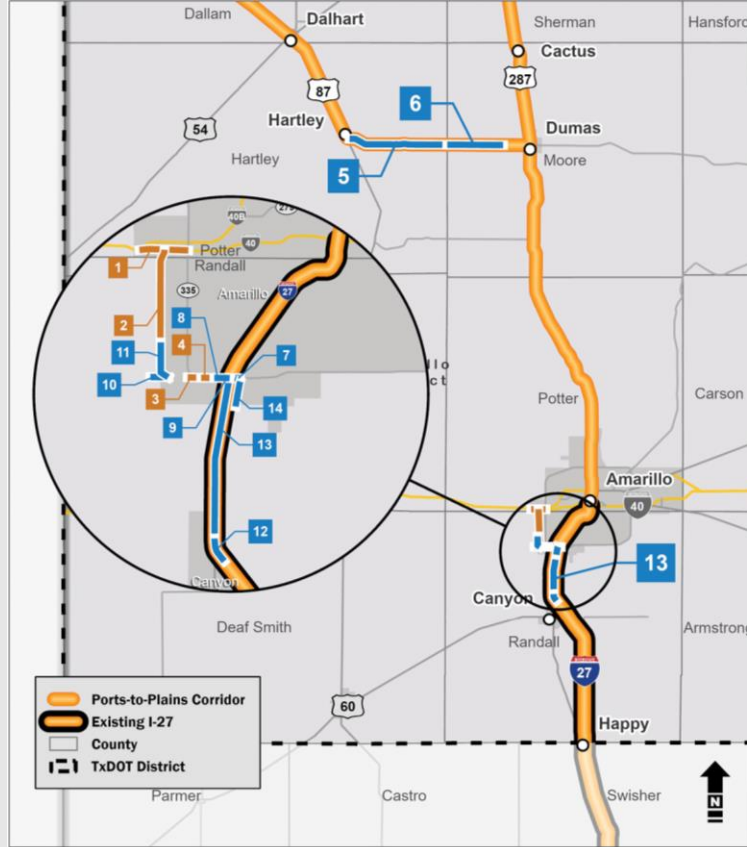 Dallam
Dalhart
Sherman
Hansford
Cactus
287
87
6
Hartley
Dumas
54
Hartley
5
Moore
40B
Potter
40
1
Randall
335
Amarillo
27
2
8
4
7
11
10
3
9
14
13
12
Canyon
Potter
Carson
Amarillo
40
13
Canyon
Deaf Smith
Randall
Armstrong
27
60
Happy
Ports-to-Plains Corridor
Existing I-27
County
TxDOT District
Parmer
Castro
Swisher
N